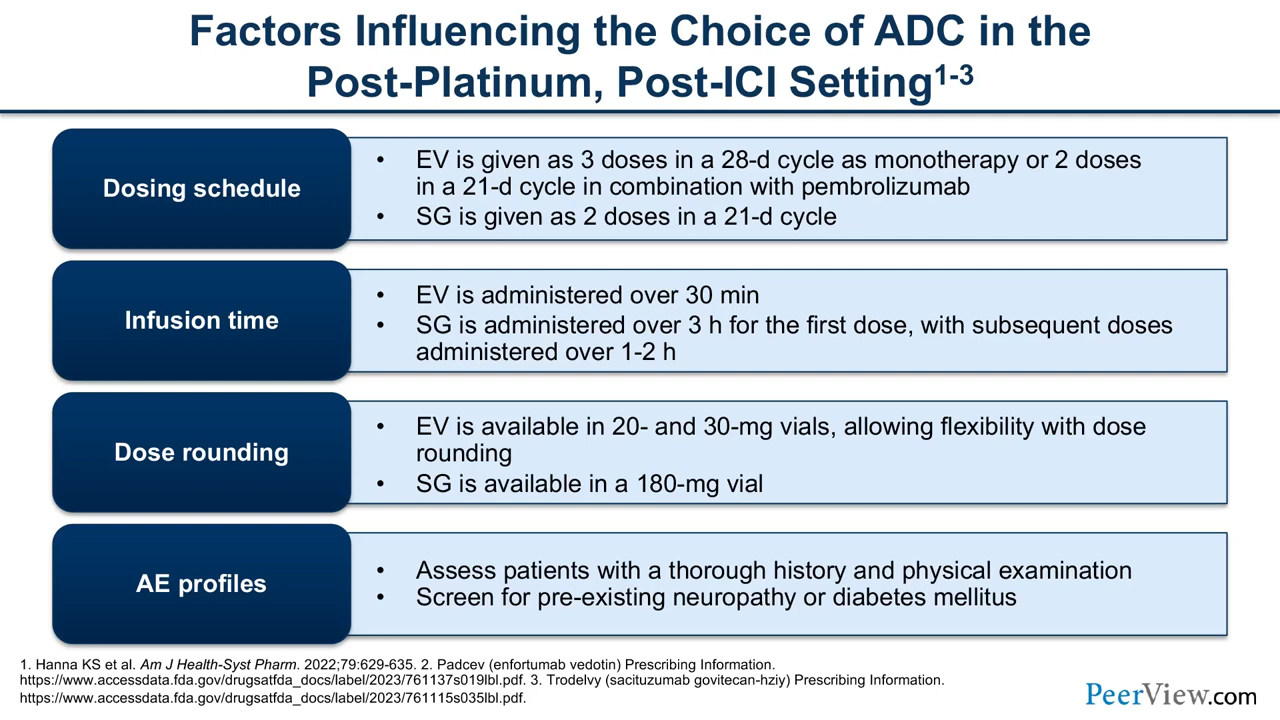 Factors Influencing the Choice of ADC in the
Post-Platinum, Post-ICI Setting1-3
Dosing schedule
• EV is given as 3 doses in a 28-d cycle as monotherapy or 2 doses
in a 21-d cycle in combination with pembrolizumab
• SG is given as 2 doses in a 21-d cycle
Infusion time
• EV is administered over 30 min
• SG is administered over 3 h for the first dose, with subsequent doses
administered over 1-2 h
Dose rounding
• EV is available in 20- and 30-mg vials, allowing flexibility with dose
rounding
• SG is available in a 180-mg vial
AE profiles
• Assess patients with a thorough history and physical examination
• Screen for pre-existing neuropathy or diabetes mellitus
1. Hanna KS et al. Am J Health-Syst Pharm. 2022;79:629-635. 2. Padcev (enfortumab vedotin) Prescribing Information.
https://www.accessdata.fda.gov/drugsatfda_docs/label/2023/761137s019lbl.pdf. 3. Trodelvy (sacituzumab govitecan-hziy) Prescribing Information.
https://www.accessdata.fda.gov/drugsatfda_docs/label/2023/761115s035lbl.pdf.
PeerView.com